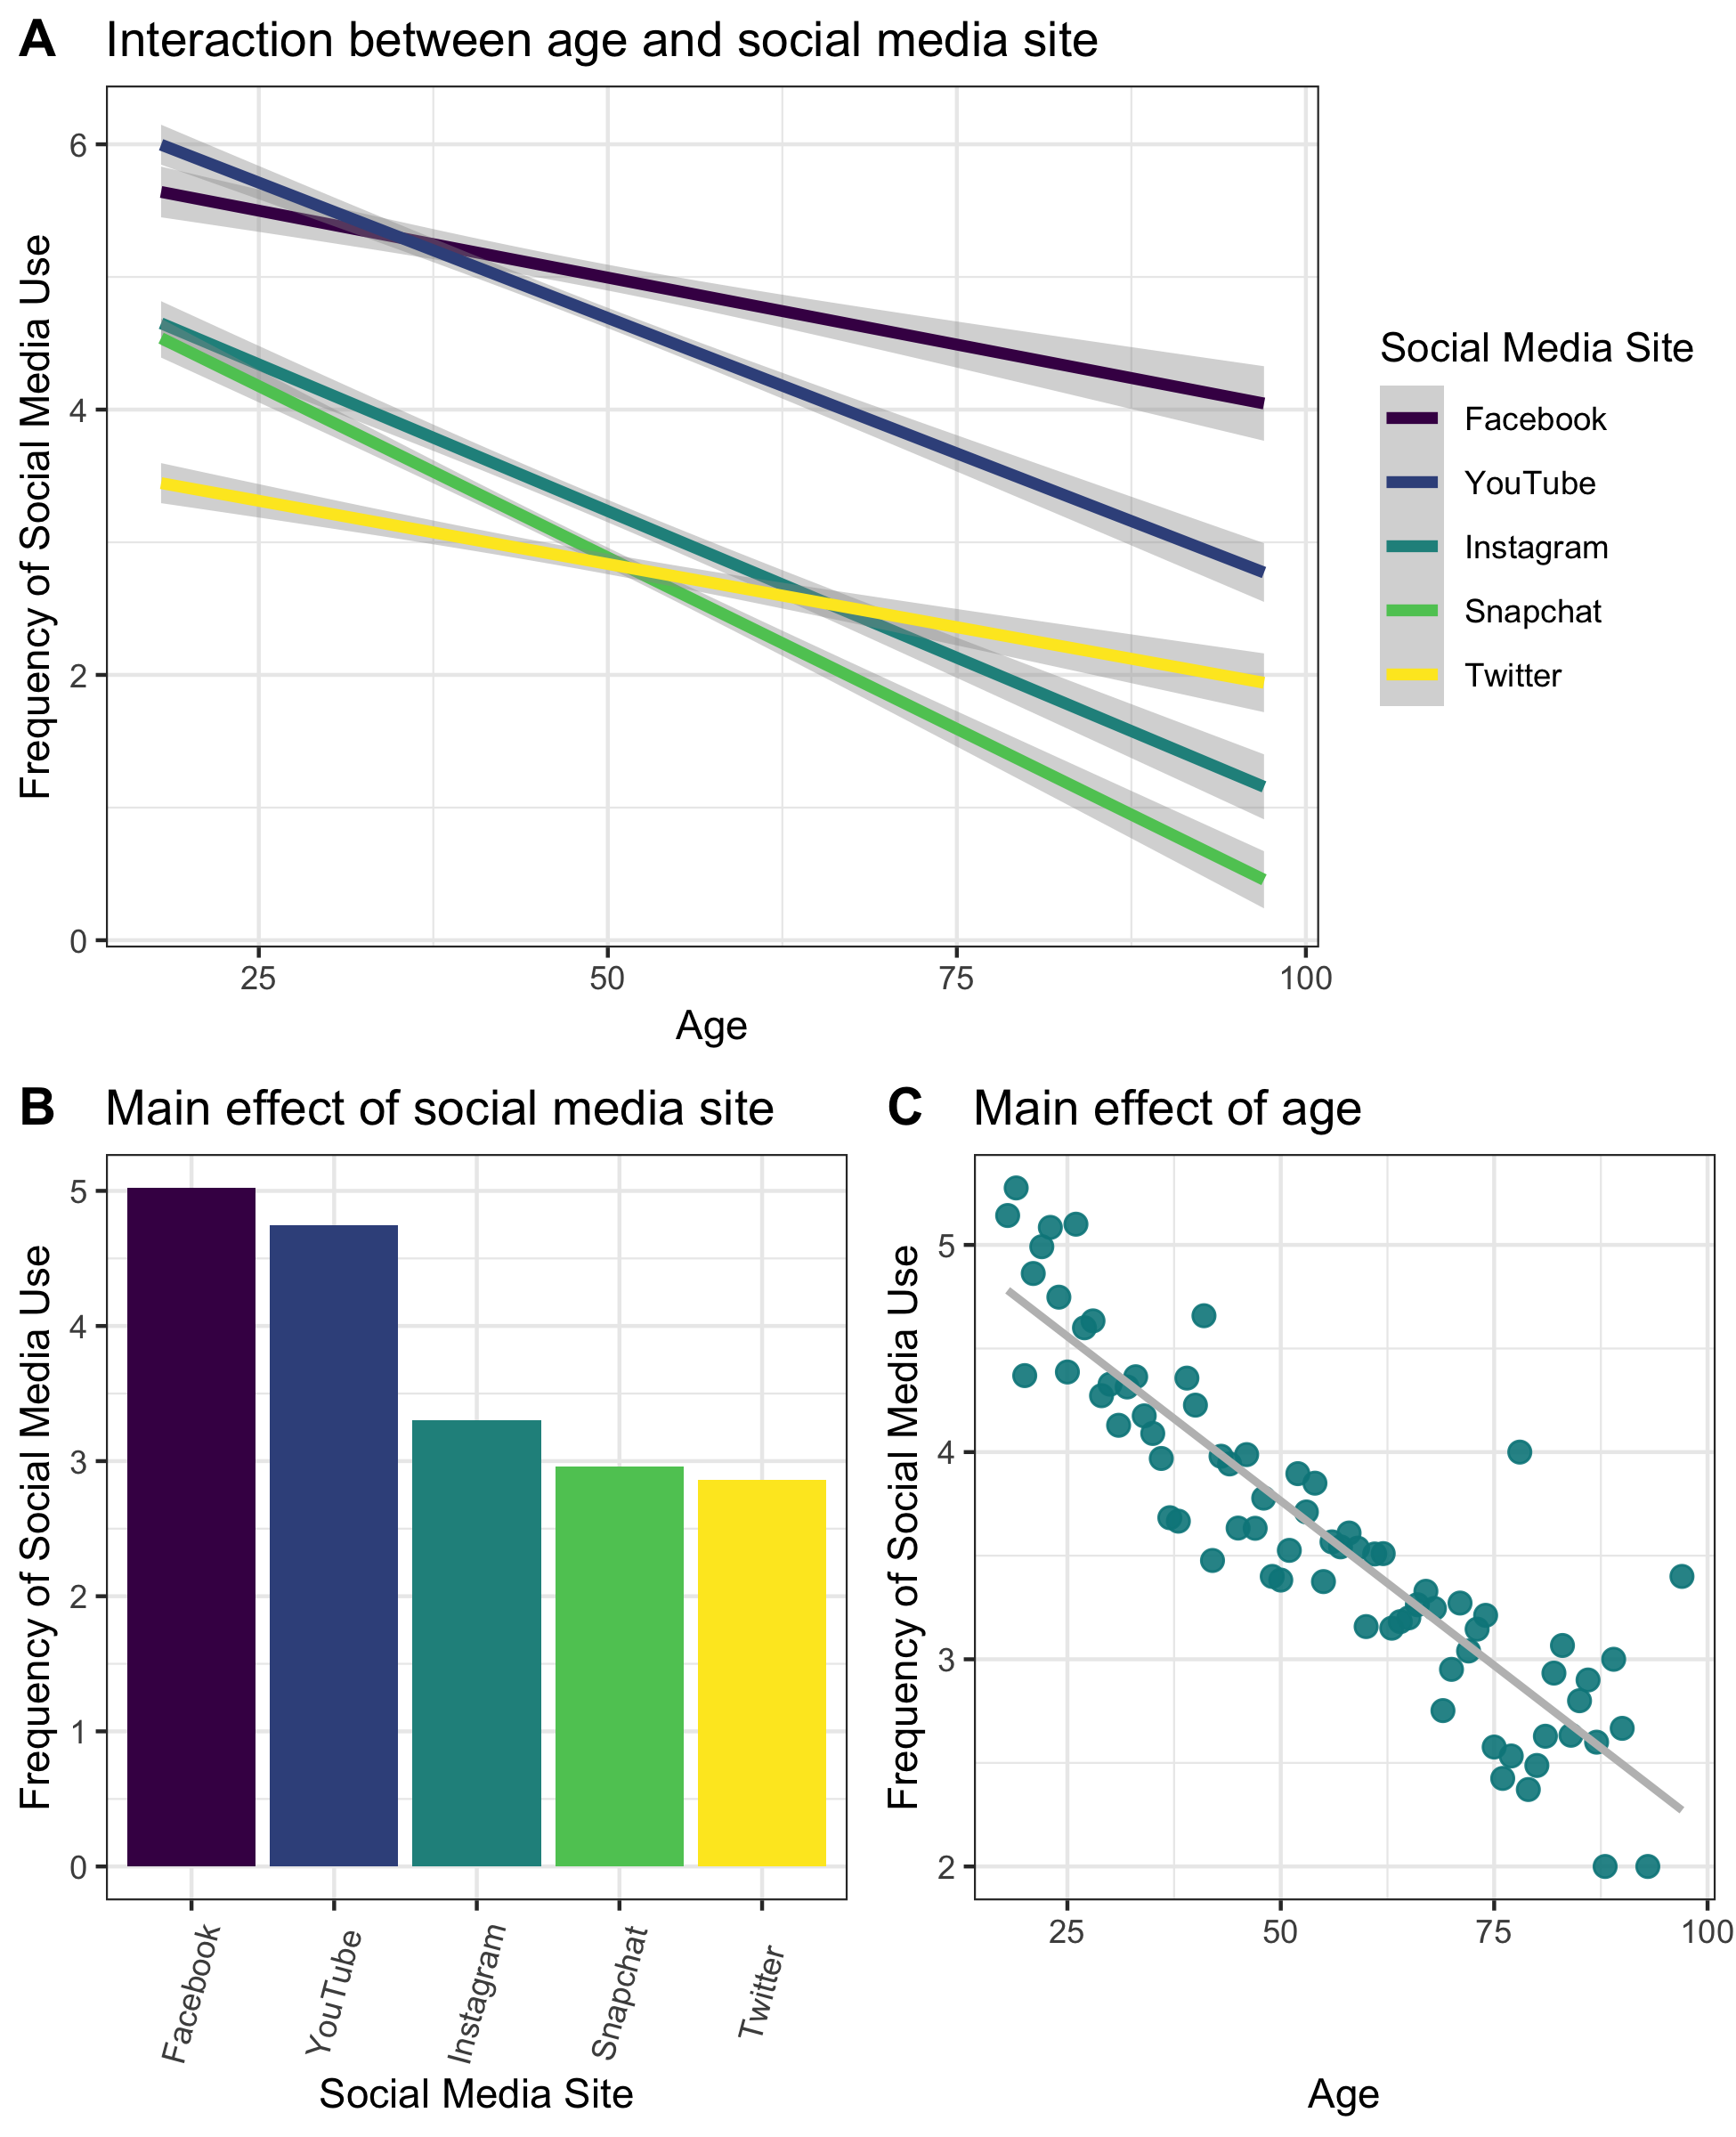 A Interaction between age and social media site
Frequency of Social Media Use
6
4
2
0
25 50 75 100
Age
Social Media Site
Facebook
YouTube
Instagram
Snapchat
Twitter
B Main effect of social media site
Frequency of Social Media Use
5
4
3
2
1
0
Facebook YouTube Instagram Snapchat Twitter
Social Media Site
C Main effect of age
Frequency of Social Media Use
5
4
3
2
25 50 75 100
Age